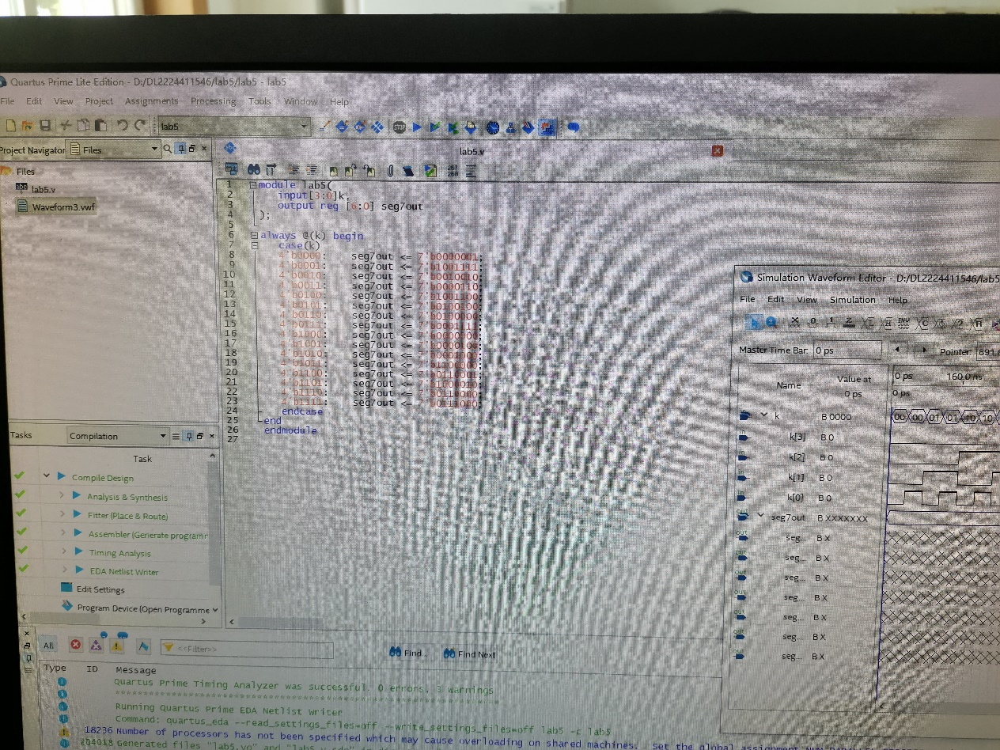 Quartus Prime Lite Edition - D:/DL2224411546/lab5/lab5 - lab5
File Edit View Project Assignments Processing Tools Window Help
lab5
Project Navigator Files
lab5.v
Files
lab5.v
Waveform3.vwf
1 module lab5(
2 input[3:0]k,
3 output reg [6:0] seg7out
4 );
5
6 always @(k) begin
7 case(k)
8 4'b0000: seg7out <= 7'b0000001;
9 4'b0001: seg7out <= 7'b1001111;
10 4'b0010: seg7out <= 7'b0010010;
11 4'b0011: seg7out <= 7'b0000110;
12 4'b0100: seg7out <= 7'b1001100;
13 4'b0101: seg7out <= 7'b0100100;
14 4'b0110: seg7out <= 7'b0100000;
15 4'b0111: seg7out <= 7'b0001111;
16 4'b1000: seg7out <= 7'b0000000;
17 4'b1001: seg7out <= 7'b0000100;
18 4'b1010: seg7out <= 7'b0001000;
19 4'b1011: seg7out <= 7'b1100000;
20 4'b1100: seg7out <=
21 4'b1101: seg7out <= 7'b1000010;
22 4'b1110: seg7out <= 7'b0110000;
23 4'b1111: seg7out <= 7'b0111000;
24 endcase
25 end
26 endmodule
27
Tasks Compilation
Task
Compile Design
Analysis & Synthesis
Fitter (Place & Route)
Assembler (Generate programr
Timing Analysis
EDA Netlist Writer
Edit Settings
Program Device (Open Programme
Simulation Waveform Editor - D:/DL2224411546/lab5
File Edit View Simulation Help
Master Time Bar: 0 ps Pointer:
Name Value at 0 ps
0 ps 160.0 ns
0 ps
k B 0000
k[3] B 0
k[2] B 0
k[1] B 0
k[0] B 0
seg7out B XXXXXXX
seg... B X
seg... B X
seg... B X
seg... B X
seg... B X
seg... B X
seg... B X
All <<Filter>> Find... Find Next
Type ID Message
Quartus Prime Timing Analyzer was successful. 0 errors, 3 warnings
Running Quartus Prime EDA Netlist Writer
Command: quartus_eda --read_settings_files=off --write_settings_files=off lab5 -c lab5
18236 Number of processors has not been specified which may cause overloading on shared machines. Set the global assignment
204018 Generated files "lab5.vo" and